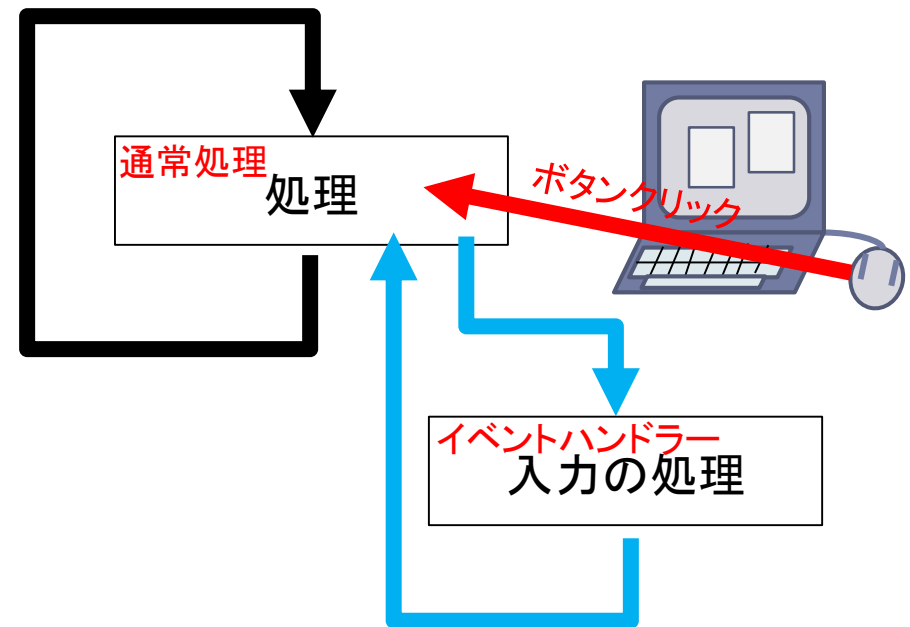 通常処理
処理
ボタンクリック
イベントハンドラー
入力の処理